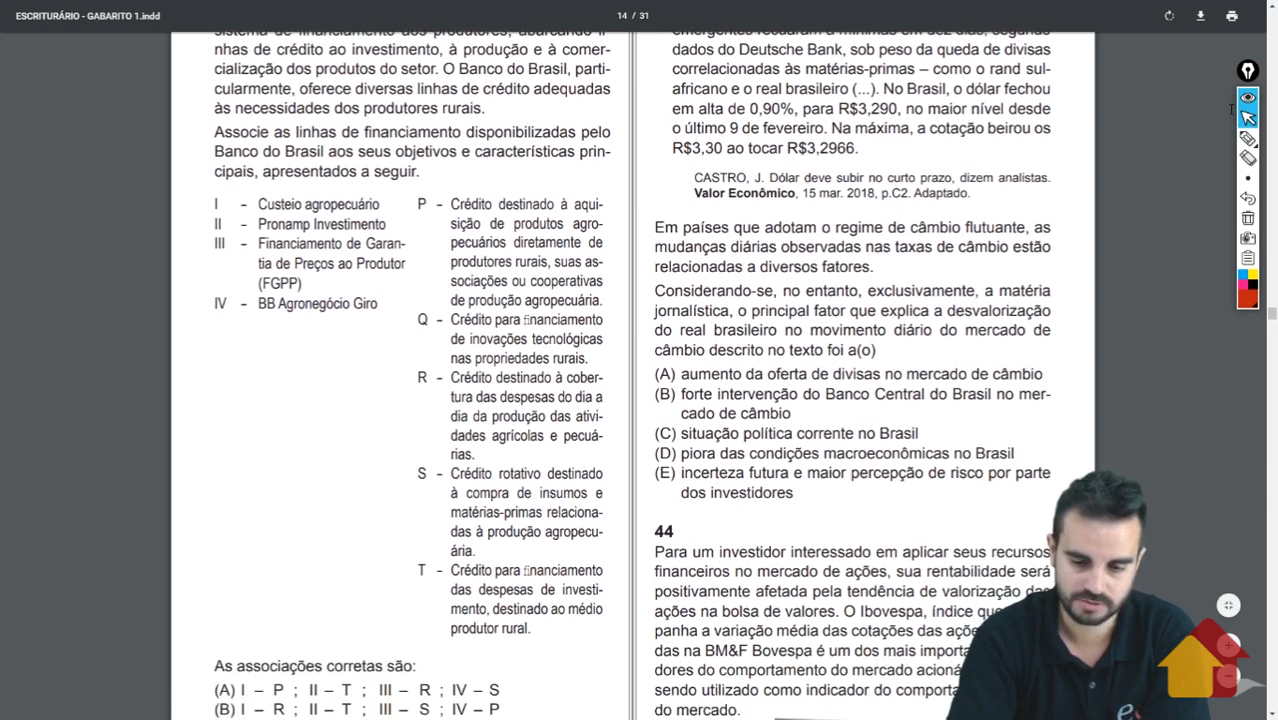 ESCRITURÁRIO - GABARITO 1.indd
14 / 31
sistema de financiamento aos produtores, abarcando li-
nhas de crédito ao investimento, à produção e à comer-
cialização dos produtos do setor. O Banco do Brasil, parti-
cularmente, oferece diversas linhas de crédito adequadas
às necessidades dos produtores rurais.
Associe as linhas de financiamento disponibilizadas pelo
Banco do Brasil aos seus objetivos e características prin-
cipais, apresentados a seguir.
I – Custeio agropecuário
II – Pronamp Investimento
III – Financiamento de Garan-
tia de Preços ao Produtor
(FGPP)
IV – BB Agronegócio Giro
P – Crédito destinado à aqui-
sição de produtos agro-
pecuários diretamente de
produtores rurais, suas as-
sociações ou cooperativas
de produção agropecuária.
Q – Crédito para financiamento
de inovações tecnológicas
nas propriedades rurais.
R – Crédito destinado à cober-
tura das despesas do dia a
dia da produção das ativi-
dades agrícolas e pecuá-
rias.
S – Crédito rotativo destinado
à compra de insumos e
matérias-primas relaciona-
das à produção agropecu-
ária.
T – Crédito para financiamento
das despesas de investi-
mento, destinado ao médio
produtor rural.
As associações corretas são:
(A) I – P ; II – T ; III – R ; IV – S
(B) I – R ; II – T ; III – S ; IV – P
emergentes recuaram a mínimas em dez dias, segundo
dados do Deutsche Bank, sob peso da queda de divisas
correlacionadas às matérias-primas – como o rand sul-
africano e o real brasileiro (...). No Brasil, o dólar fechou
em alta de 0,90%, para R$3,290, no maior nível desde
o último 9 de fevereiro. Na máxima, a cotação beirou os
R$3,30 ao tocar R$3,2966.
CASTRO, J. Dólar deve subir no curto prazo, dizem analistas.
Valor Econômico, 15 mar. 2018, p.C2. Adaptado.
Em países que adotam o regime de câmbio flutuante, as
mudanças diárias observadas nas taxas de câmbio estão
relacionadas a diversos fatores.
Considerando-se, no entanto, exclusivamente, a matéria
jornalística, o principal fator que explica a desvalorização
do real brasileiro no movimento diário do mercado de
câmbio descrito no texto foi a(o)
(A) aumento da oferta de divisas no mercado de câmbio
(B) forte intervenção do Banco Central do Brasil no mer-
cado de câmbio
(C) situação política corrente no Brasil
(D) piora das condições macroeconômicas no Brasil
(E) incerteza futura e maior percepção de risco por parte
dos investidores
44
Para um investidor interessado em aplicar seus recursos
financeiros no mercado de ações, sua rentabilidade será
positivamente afetada pela tendência de valorização das
ações na bolsa de valores. O Ibovespa, índice que
panha a variação média das cotações das
das na BM&F Bovespa é um dos mais
dores do comportamento do mercado
sendo utilizado como indicador do
do mercado.